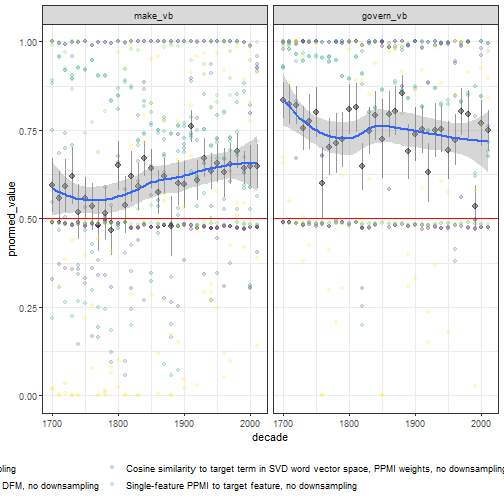 make_vb govern_vb
1.00
0.75
0.50
0.25
0.00
pnormed_value
1700 1800 1900 2000 1700 1800 1900 2000
decade
pling Cosine similarity to target term in SVD word vector space, PPMI weights, no downsampling
DFM, no downsampling Single-feature PPMI to target feature, no downsampling